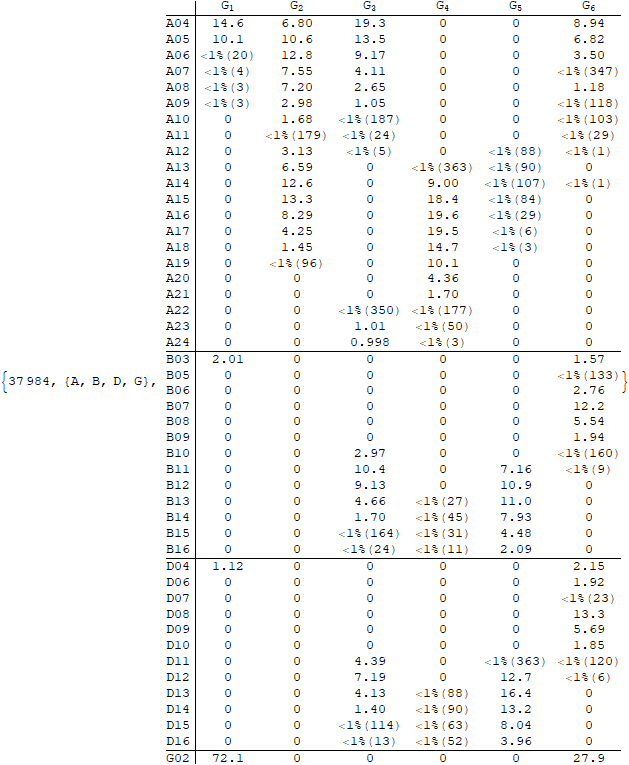 G1 G2 G3 G4 G5 G6
A04 14.6 6.80 19.3 0 0 8.94
A05 10.1 10.6 13.5 0 0 6.82
A06 <1%(20) 12.8 9.17 0 0 3.50
A07 <1%(4) 7.55 4.11 0 0 <1%(347)
A08 <1%(3) 7.20 2.65 0 0 1.18
A09 <1%(3) 2.98 1.05 0 0 <1%(118)
A10 0 1.68 <1%(187) 0 0 <1%(103)
A11 0 <1%(179) <1%(24) 0 0 <1%(29)
A12 0 3.13 <1%(5) 0 <1%(88) <1%(1)
A13 0 6.59 0 <1%(363) <1%(90) 0
A14 0 12.6 0 9.00 <1%(107) <1%(1)
A15 0 13.3 0 18.4 <1%(84) 0
A16 0 8.29 0 19.6 <1%(29) 0
A17 0 4.25 0 19.5 <1%(6) 0
A18 0 1.45 0 14.7 <1%(3) 0
A19 0 <1%(96) 0 10.1 0 0
A20 0 0 0 4.36 0 0
A21 0 0 0 1.70 0 0
A22 0 0 <1%(350) <1%(177) 0 0
A23 0 0 1.01 <1%(50) 0 0
A24 0 0 0.998 <1%(3) 0 0
B03 2.01 0 0 0 0 1.57
B05 0 0 0 0 0 <1%(133)
{37984, {A, B, D, G}, }
B06 0 0 0 0 0 2.76
B07 0 0 0 0 0 12.2
B08 0 0 0 0 0 5.54
B09 0 0 0 0 0 1.94
B10 0 0 2.97 0 0 <1%(160)
B11 0 0 10.4 0 7.16 <1%(9)
B12 0 0 9.13 0 10.9 0
B13 0 0 4.66 <1%(27) 11.0 0
B14 0 0 1.70 <1%(45) 7.93 0
B15 0 0 <1%(164) <1%(31) 4.48 0
B16 0 0 <1%(24) <1%(11) 2.09 0
D04 1.12 0 0 0 0 2.15
D06 0 0 0 0 0 1.92
D07 0 0 0 0 0 <1%(23)
D08 0 0 0 0 0 13.3
D09 0 0 0 0 0 5.69
D10 0 0 0 0 0 1.85
D11 0 0 4.39 0 <1%(363) <1%(120)
D12 0 0 7.19 0 12.7 <1%(6)
D13 0 0 4.13 <1%(88) 16.4 0
D14 0 0 1.40 <1%(90) 13.2 0
D15 0 0 <1%(114) <1%(63) 8.04 0
D16 0 0 <1%(13) <1%(52) 3.96 0
G02 72.1 0 0 0 0 27.9